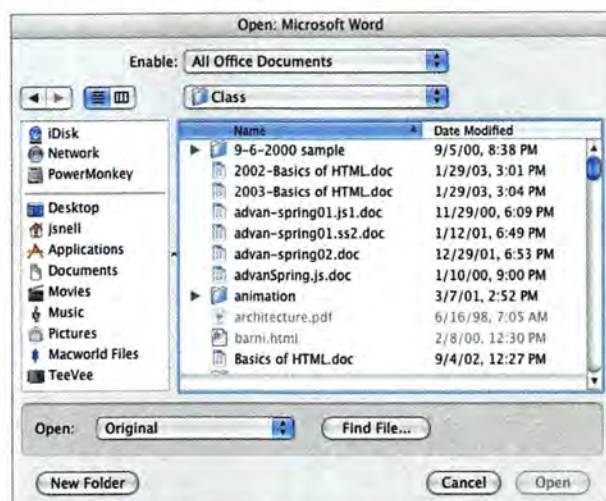 Open: Microsoft Word
Enable: All Office Documents
Class
iDisk
Network
PowerMonkey
Desktop
jsnell
Applications
Documents
Movies
Music
Pictures
Macworld Files
TeeVee
Name Date Modified
9-6-2000 sample 9/5/00, 8:38 PM
2002-Basics of HTML.doc 1/29/03, 3:01 PM
2003-Basics of HTML.doc 1/29/03, 3:04 PM
advan-spring01.js1.doc 11/29/00, 6:09 PM
advan-spring01.ss2.doc 1/12/01, 6:49 PM
advan-spring02.doc 12/29/01, 6:53 PM
advanSpring.js.doc 1/10/00, 9:00 PM
animation 3/7/01, 2:52 PM
architecture.pdf 6/16/98, 7:05 AM
barni.html 2/8/00, 12:30 PM
Basics of HTML.doc 9/4/02, 12:27 PM
Open: Original Find File...
New Folder Cancel Open